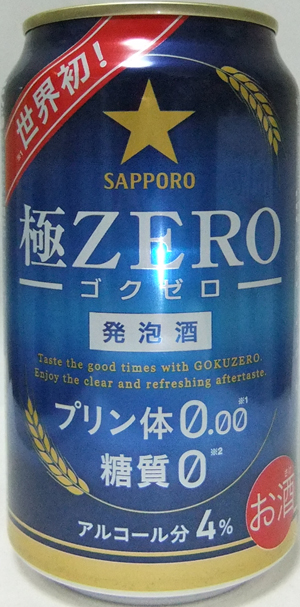 世界初!
SAPPORO
極ZERO
ゴクゼロ
発泡酒
Taste the good times with GOKUZERO.
Enjoy the clear and refreshing aftertaste.
プリン体0.00※1
糖質0※2
お酒
アルコール分4%